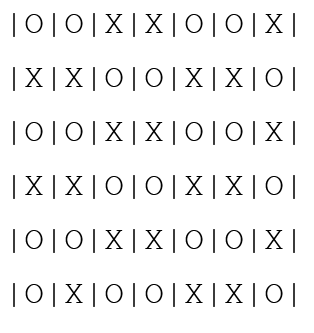 | O | O | X | X | O | O | X |
| X | X | O | O | X | X | O |
| O | O | X | X | O | O | X |
| X | X | O | O | X | X | O |
| O | O | X | X | O | O | X |
| O | X | O | O | X | X | O |